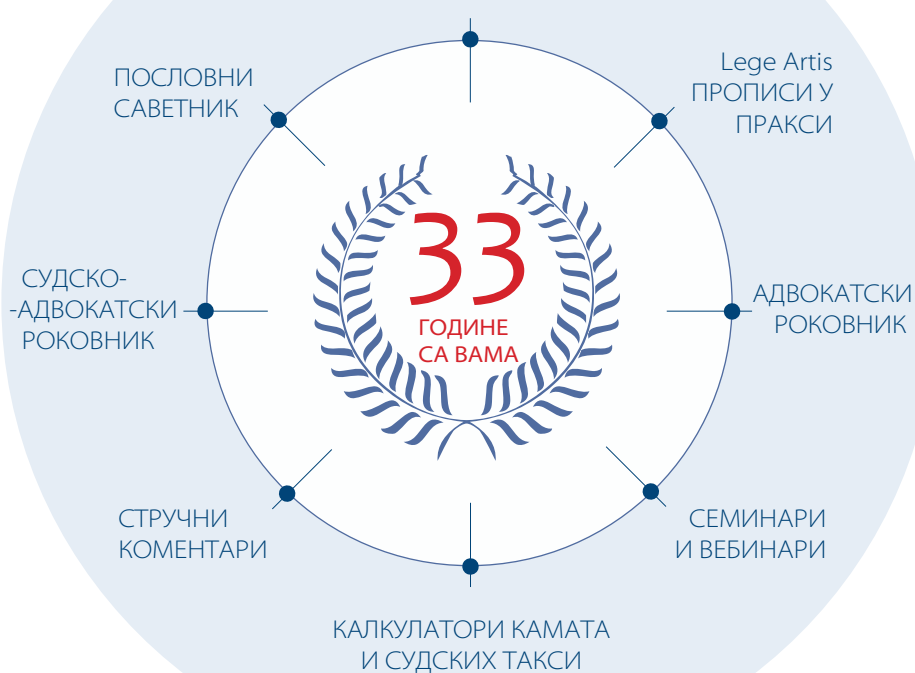 ПОСЛОВНИ
САВЕТНИК
Lege Artis
ПРОПИСИ У
ПРАКСИ
33
ГОДИНЕ
СА ВАМА
СУДСКО-
-АДВОКАТСКИ
РОКОВНИК
АДВОКАТСКИ
РОКОВНИК
СТРУЧНИ
КОМЕНТАРИ
СЕМИНАРИ
И ВЕБИНАРИ
КАЛКУЛАТОРИ КАМАТА
И СУДСКИХ ТАКСИ